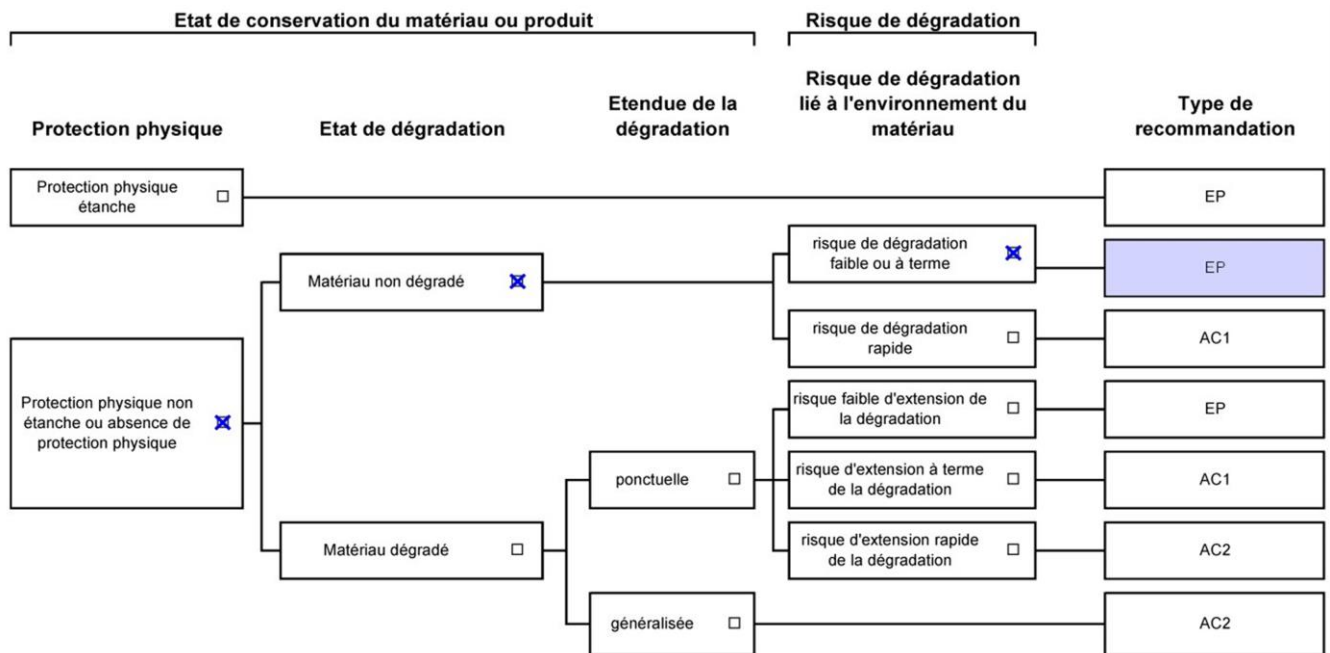 Etat de conservation du matériau ou produit
Risque de dégradation
Protection physique
Etat de dégradation
Etendue de la
dégradation
Risque de dégradation
lié à l'environnement du
matériau
Type de
recommandation
Protection physique
étanche
EP
risque de dégradation
faible ou à terme
EP
Matériau non dégradé
risque de dégradation
rapide
AC1
Protection physique non
étanche ou absence de
protection physique
risque faible d'extension de
la dégradation
EP
ponctuelle
risque d'extension à terme
de la dégradation
AC1
Matériau dégradé
risque d'extension rapide
de la dégradation
AC2
généralisée
AC2